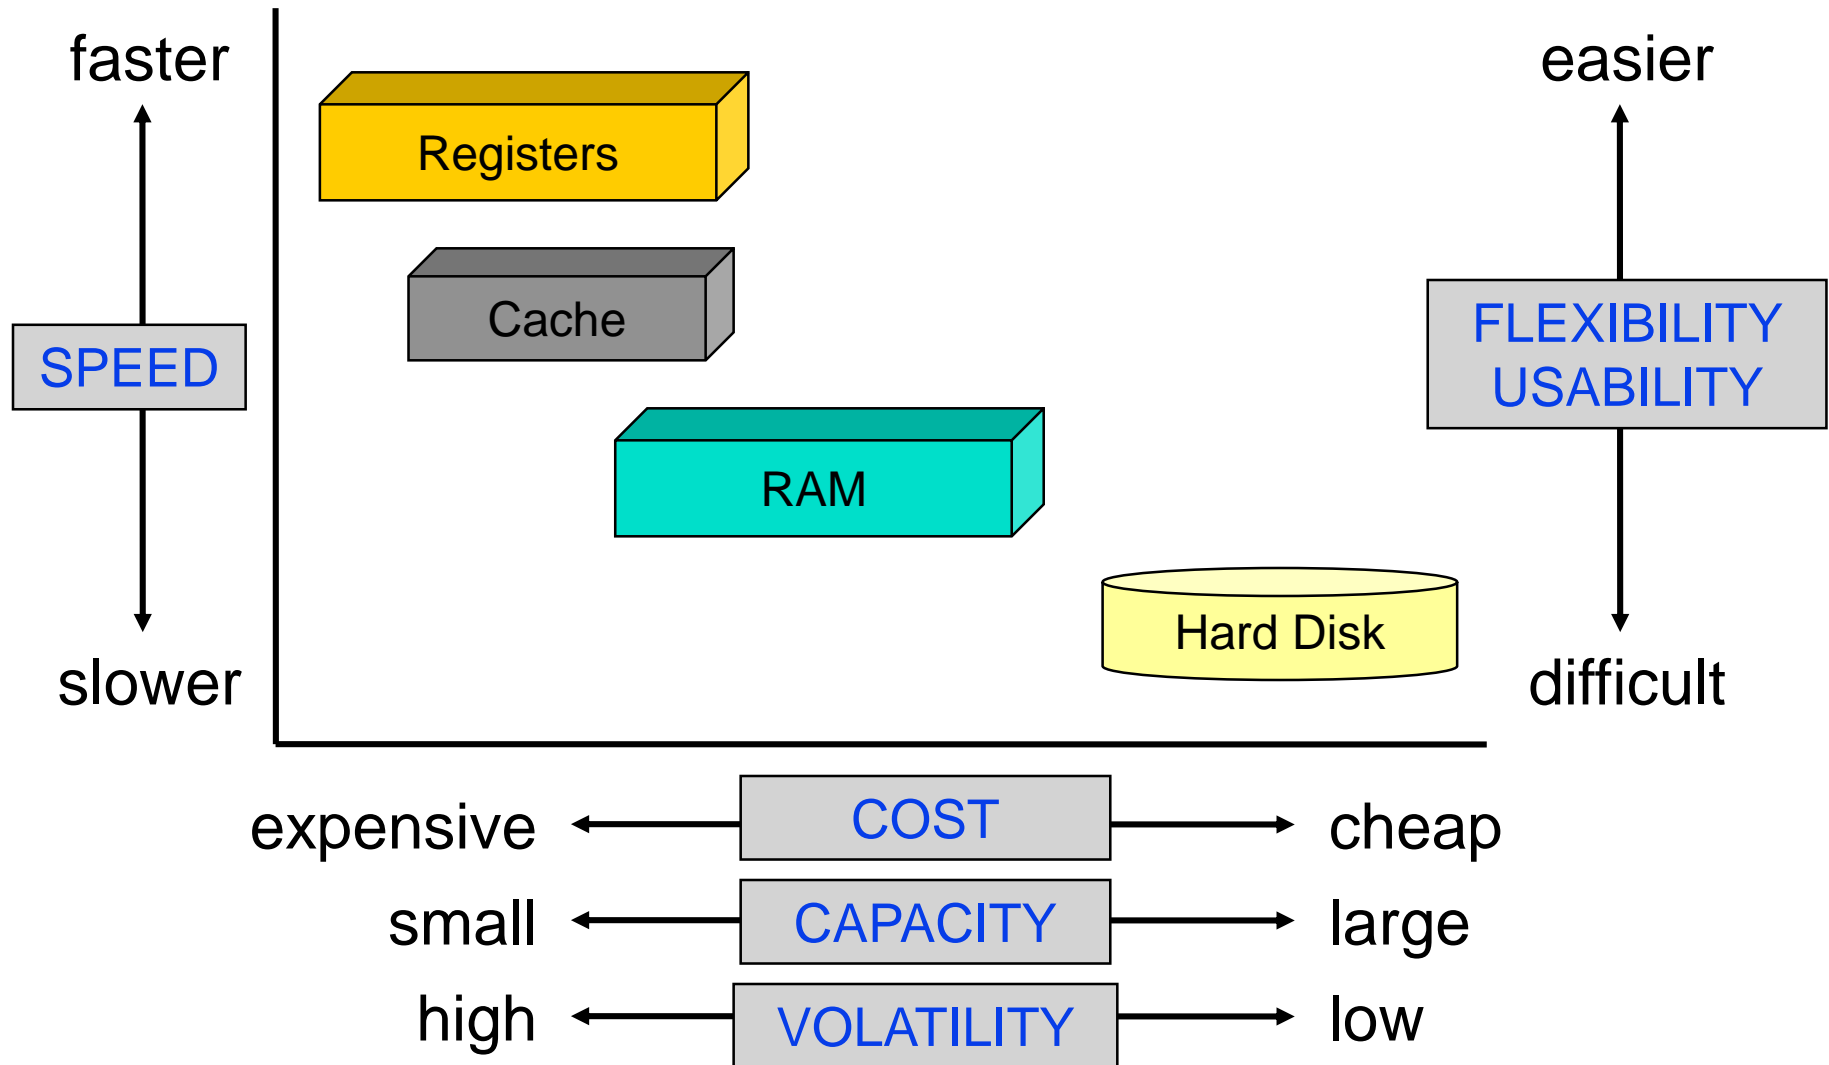 faster
easier
Registers
Cache
SPEED
FLEXIBILITY
USABILITY
RAM
Hard Disk
slower
difficult
expensive
COST
cheap
small
CAPACITY
large
high
VOLATILITY
low